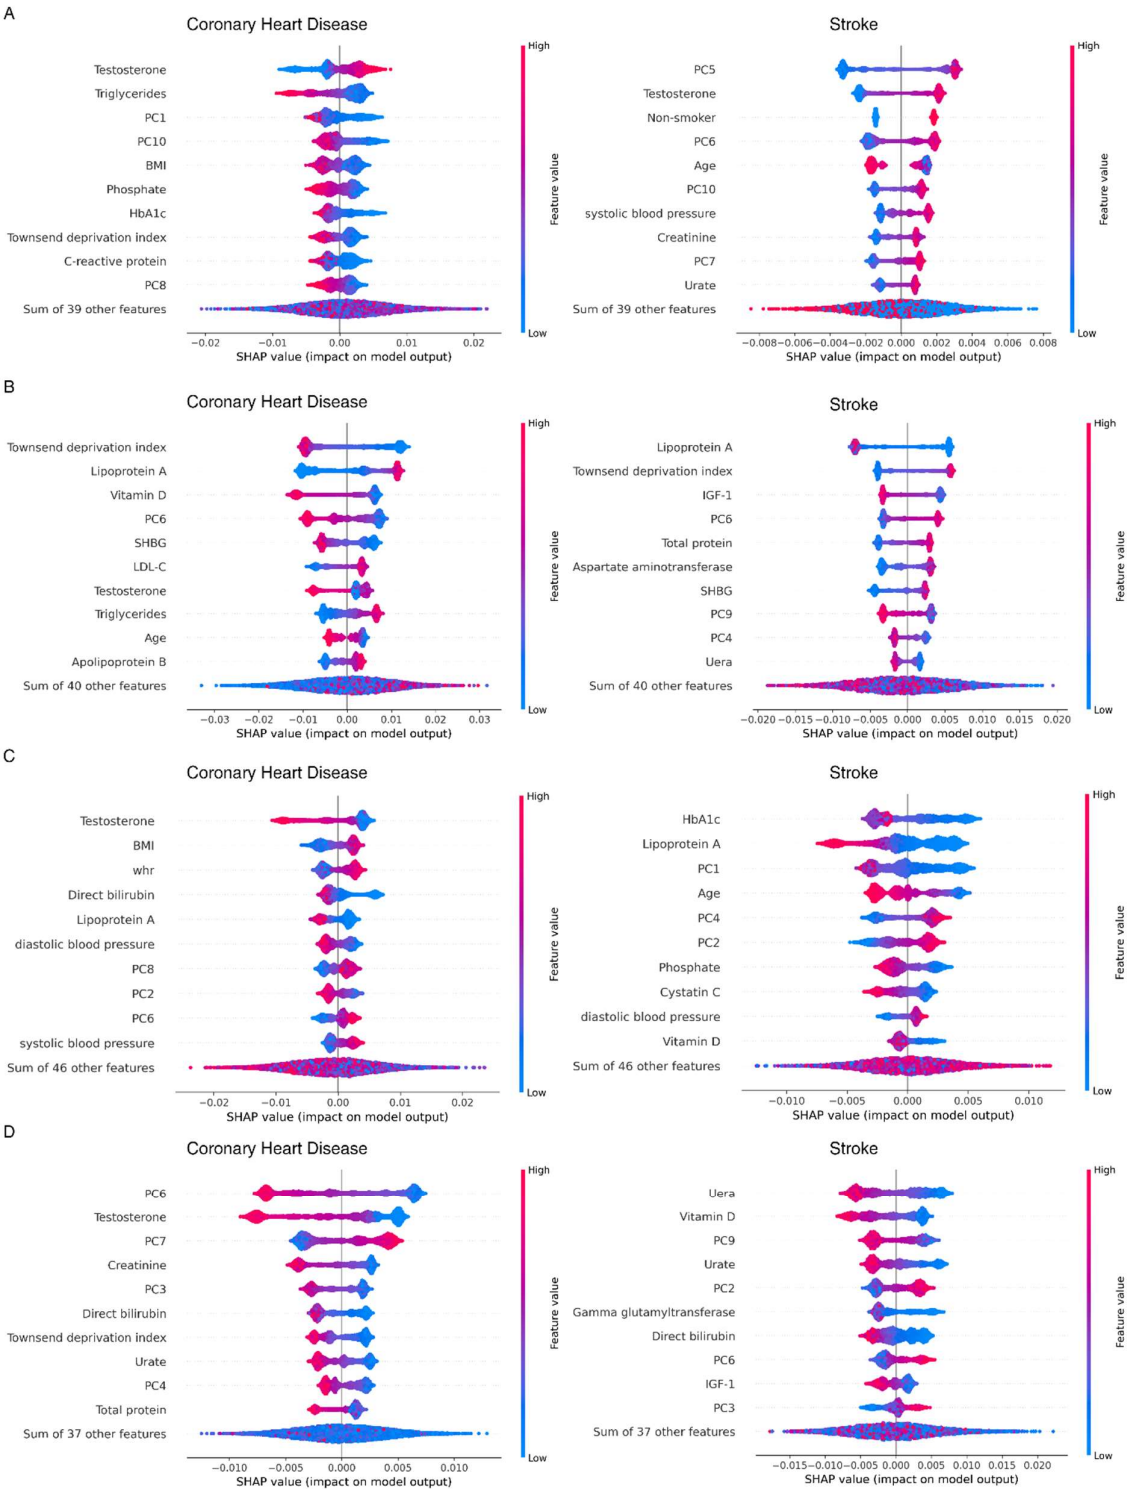 A
Coronary Heart Disease
Testosterone
Triglycerides
PC1
PC10
BMI
Phosphate
HbA1c
Townsend deprivation index
C-reactive protein
PC8
Sum of 39 other features
−0.02 −0.01 0.00 0.01 0.02
SHAP value (impact on model output)
High
Feature value
Low
Stroke
PC5
Testosterone
Non-smoker
PC6
Age
PC10
systolic blood pressure
Creatinine
PC7
Urate
Sum of 39 other features
−0.008−0.006−0.004−0.002 0.000 0.002 0.004 0.006 0.008
SHAP value (impact on model output)
High
Feature value
Low
B
Coronary Heart Disease
Townsend deprivation index
Lipoprotein A
Vitamin D
PC6
SHBG
LDL-C
Testosterone
Triglycerides
Age
Apolipoprotein B
Sum of 40 other features
−0.03 −0.02 −0.01 0.00 0.01 0.02 0.03
SHAP value (impact on model output)
High
Feature value
Low
Stroke
Lipoprotein A
Townsend deprivation index
IGF-1
PC6
Total protein
Aspartate aminotransferase
SHBG
PC9
PC4
Uera
Sum of 40 other features
−0.020 −0.015 −0.010 −0.005 0.000 0.005 0.010 0.015 0.020
SHAP value (impact on model output)
High
Feature value
Low
C
Coronary Heart Disease
Testosterone
BMI
whr
Direct bilirubin
Lipoprotein A
diastolic blood pressure
PC8
PC2
PC6
systolic blood pressure
Sum of 46 other features
−0.02 −0.01 0.00 0.01 0.02
SHAP value (impact on model output)
High
Feature value
Low
Stroke
HbA1c
Lipoprotein A
PC1
Age
PC4
PC2
Phosphate
Cystatin C
diastolic blood pressure
Vitamin D
Sum of 46 other features
−0.010 −0.005 0.000 0.005 0.010
SHAP value (impact on model output)
High
Feature value
Low
D
Coronary Heart Disease
PC6
Testosterone
PC7
Creatinine
PC3
Direct bilirubin
Townsend deprivation index
Urate
PC4
Total protein
Sum of 37 other features
−0.010 −0.005 0.000 0.005 0.010
SHAP value (impact on model output)
High
Feature value
Low
Stroke
Uera
Vitamin D
PC9
Urate
PC2
Gamma glutamyltransferase
Direct bilirubin
PC6
IGF-1
PC3
Sum of 37 other features
−0.015−0.010−0.005 0.000 0.005 0.010 0.015 0.020
SHAP value (impact on model output)
High
Feature value
Low